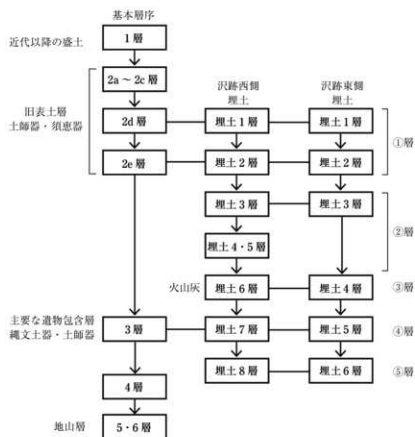 基本層序
近代以降の盛土
1層
2a～2c層
旧表土層
土師器・須恵器
2d層
2e層
沢跡西側
埋土
沢跡東側
埋土
埋土1層
埋土1層
①層
埋土2層
埋土2層
埋土3層
埋土3層
②層
埋土4・5層
火山灰
埋土6層
埋土4層
③層
主要な遺物包含層
縄文土器・土師器
3層
埋土7層
埋土5層
④層
埋土8層
埋土6層
⑤層
4層
地山層
5・6層